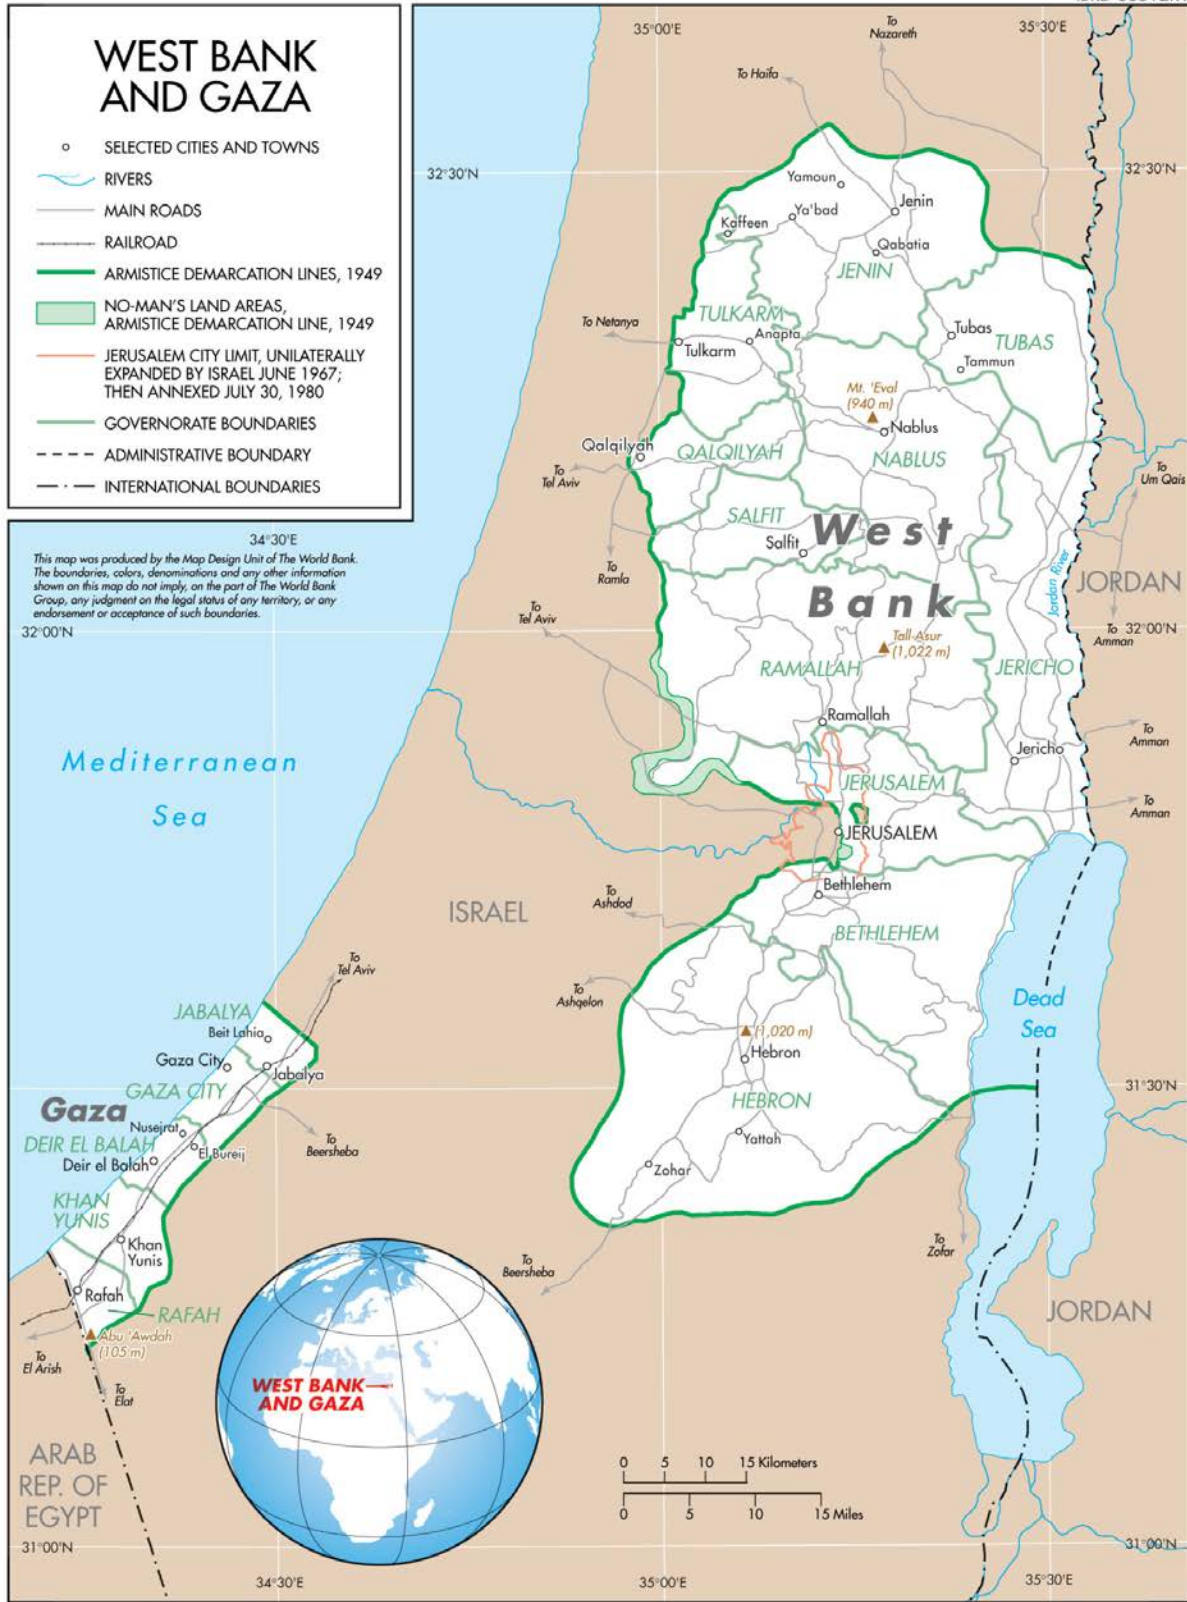 WEST BANK
AND GAZA
SELECTED CITIES AND TOWNS
RIVERS
MAIN ROADS
RAILROAD
ARMISTICE DEMARCATION LINES, 1949
NO-MAN'S LAND AREAS,
ARMISTICE DEMARCATION LINE, 1949
JERUSALEM CITY LIMIT, UNILATERALLY
EXPANDED BY ISRAEL JUNE 1967;
THEN ANNEXED JULY 30, 1980
GOVERNORATE BOUNDARIES
ADMINISTRATIVE BOUNDARY
INTERNATIONAL BOUNDARIES
34°30'E
This map was produced by the Map Design Unit of The World Bank.
The boundaries, colors, denominations and any other information
shown on this map do not imply, on the part of The World Bank
Group, any judgment on the legal status of any territory, or any
endorsement or acceptance of such boundaries.
35°00'E
To
Nazareth
35°30'E
To Haifa
32°30'N
32°30'N
Yamoun
Jenin
Ya'bad
Kaffeen
Qabatia
JENIN
TULKARM
To Netanya
Anapta
Tulkarm
Tubas
TUBAS
Tammun
Mt. 'Eval
(940 m)
Nablus
Qalqilyah
QALQILYAH
NABLUS
To
Tel Aviv
To
Um Qais
SALFIT
West
Salfit
To
Ramla
Jordan River
JORDAN
Bank
To
Tel Aviv
32°00'N
32°00'N
To
Amman
Tall Asur
(1,022 m)
RAMALLAH
JERICHO
Ramallah
To
Amman
Jericho
Mediterranean
Sea
JERUSALEM
To
Amman
JERUSALEM
Bethlehem
To
Ashdod
ISRAEL
BETHLEHEM
To
Tel Aviv
To
Ashqelon
Dead
Sea
JABALYA
Beit Lahia
(1,020 m)
Gaza City
Jabalya
Hebron
GAZA CITY
31°30'N
Gaza
HEBRON
Nusejrat
Yattah
DEIR EL BALAH
El Bureij
To
Beersheba
Deir el Balah
Zohar
KHAN
YUNIS
Khan
Yunis
To
Zofar
To
Beersheba
Rafah
RAFAH
JORDAN
Abu 'Awdah
(105 m)
To
El Arish
To
Elat
WEST BANK
AND GAZA
ARAB
REP. OF
EGYPT
0 5 10 15 Kilometers
0 5 10 15 Miles
31°00'N
31°00'N
34°30'E
35°00'E
35°30'E